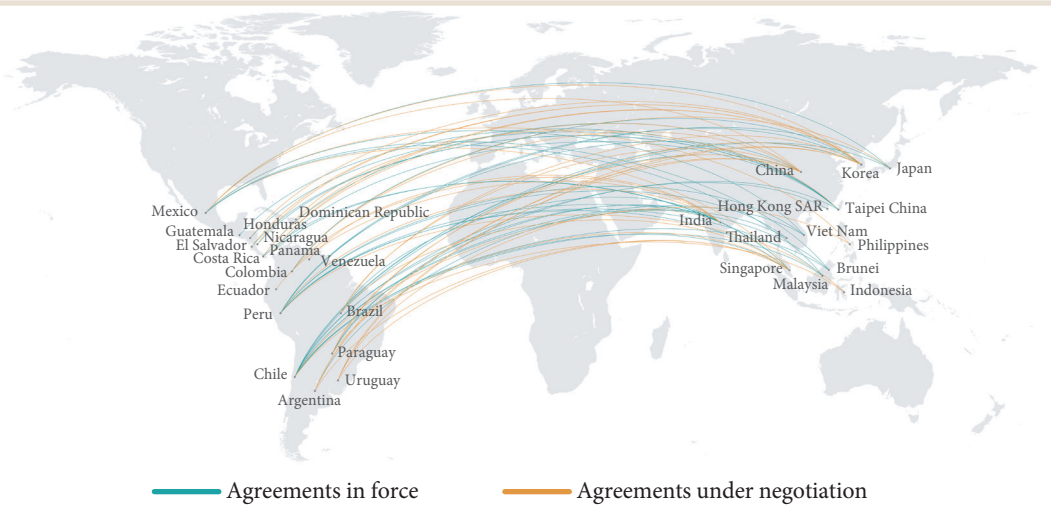 China
Korea
Japan
Mexico
Dominican Republic
Hong Kong SAR
Taipei China
Guatemala
Honduras
India
El Salvador
Nicaragua
Thailand
Viet Nam
Costa Rica
Panama
Philippines
Colombia
Venezuela
Singapore
Brunei
Ecuador
Malaysia
Indonesia
Peru
Brazil
Paraguay
Chile
Uruguay
Argentina
Agreements in force
Agreements under negotiation